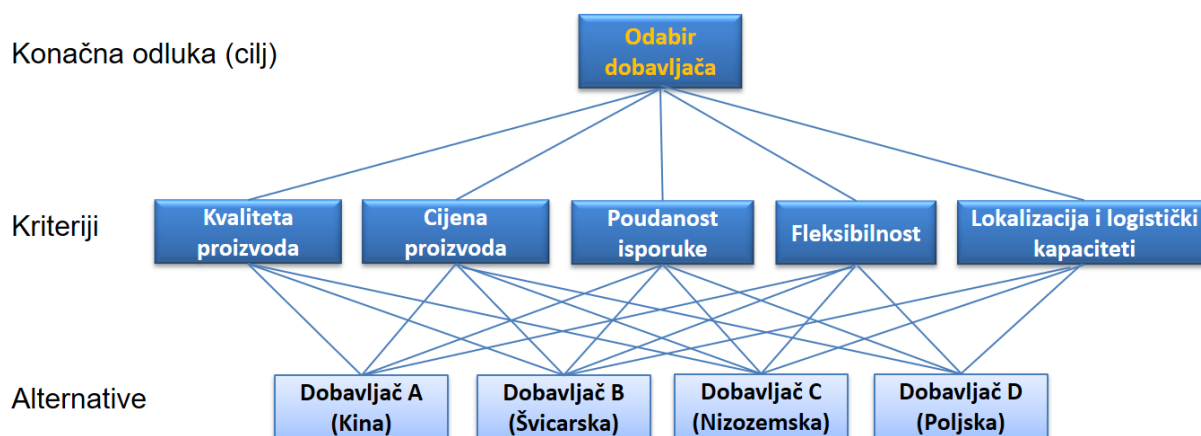 Konačna odluka (cilj)
Odabir
dobavljača
Kriteriji
Kvaliteta
proizvoda
Cijena
proizvoda
Poudanost
isporuke
Fleksibilnost
Lokalizacija i logistički
kapaciteti
Alternative
Dobavljač A
(Kina)
Dobavljač B
(Švicarska)
Dobavljač C
(Nizozemska)
Dobavljač D
(Poljska)